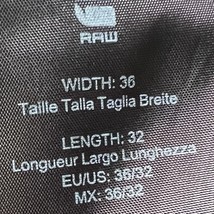 RAW
WIDTH: 36
Taille Talla Taglia Breite
LENGTH: 32
Longueur Largo Lunghezza
EU/US: 36/32
MX: 36/32